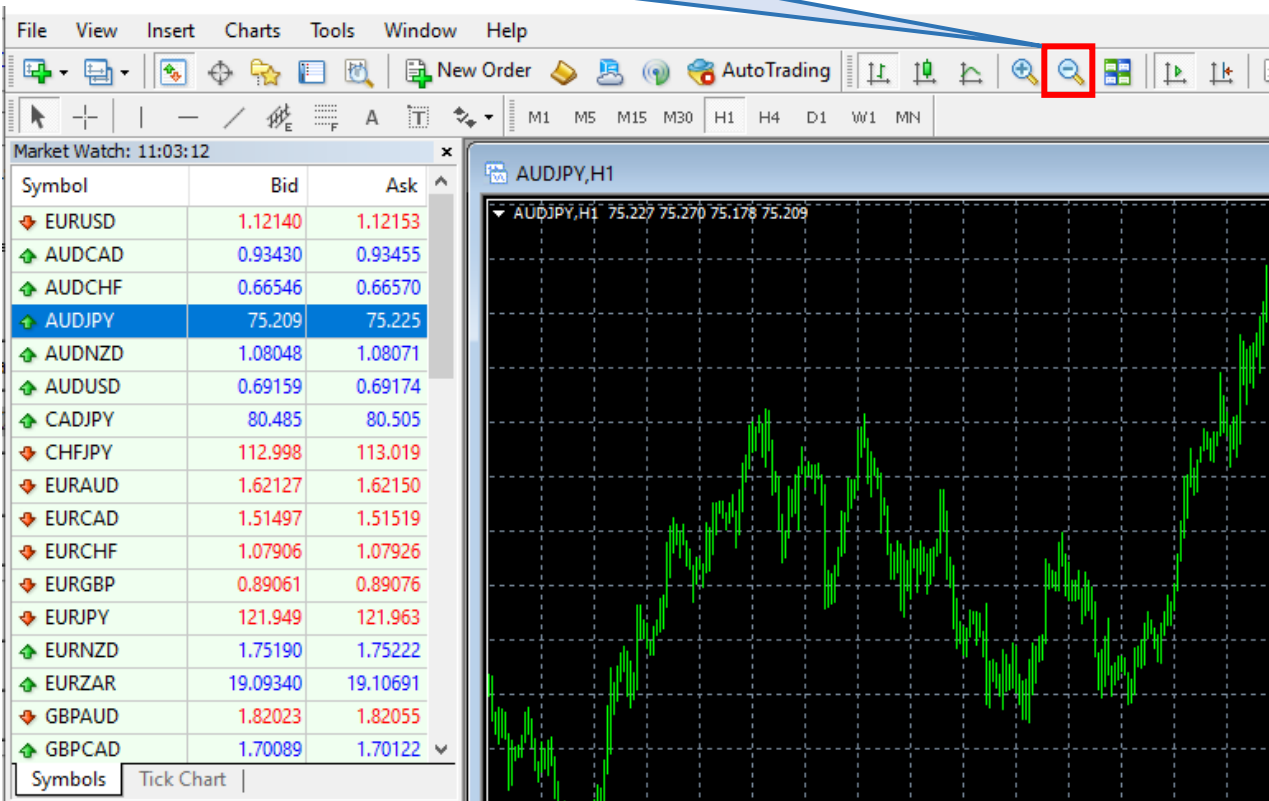 File View Insert Charts Tools Window Help
New Order AutoTrading
E F A T M1 M5 M15 M30 H1 H4 D1 W1 MN
Market Watch: 11:03:12
AUDJPY,H1
Symbol Bid Ask
AUDJPY,H1 75.227 75.270 75.178 75.209
EURUSD 1.12140 1.12153
AUDCAD 0.93430 0.93455
AUDCHF 0.66546 0.66570
AUDJPY 75.209 75.225
AUDNZD 1.08048 1.08071
AUDUSD 0.69159 0.69174
CADJPY 80.485 80.505
CHFJPY 112.998 113.019
EURAUD 1.62127 1.62150
EURCAD 1.51497 1.51519
EURCHF 1.07906 1.07926
EURGBP 0.89061 0.89076
EURJPY 121.949 121.963
EURNZD 1.75190 1.75222
EURZAR 19.09340 19.10691
GBPAUD 1.82023 1.82055
GBPCAD 1.70089 1.70122
Symbols Tick Chart